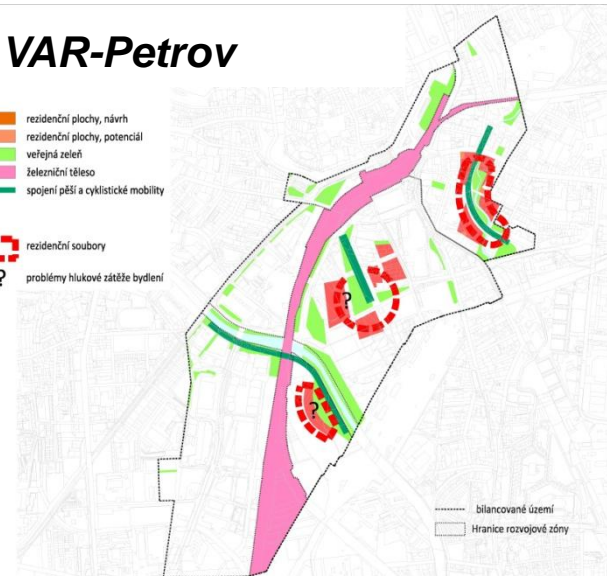 VAR-Petrov
rezidenční plochy, návrh
rezidenční plochy, potenciál
veřejná zeleň
železniční těleso
spojení pěší a cyklistické mobility
rezidenční soubory
? problémy hlukové zátěže bydlení
?
?
bilancované území
Hranice rozvojové zóny